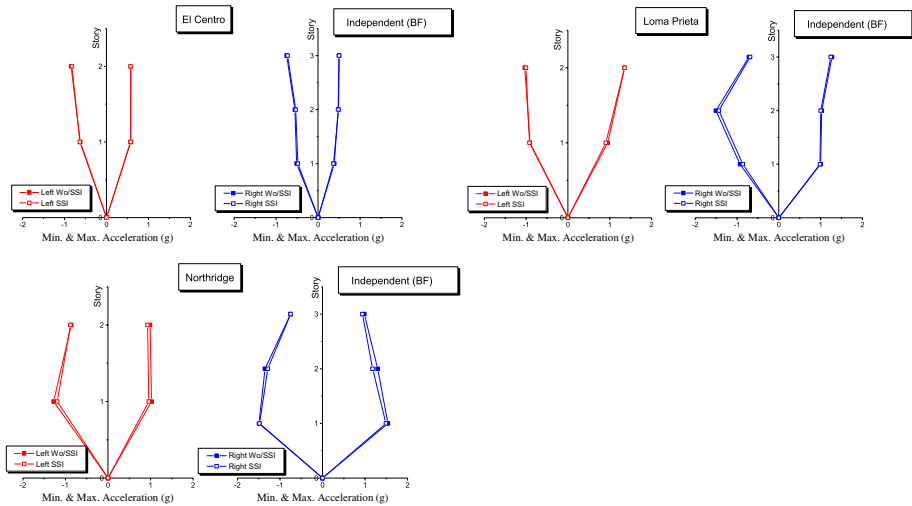 El Centro
Independent (BF)
Story
2
1
0
-2
-1
0
1
2
Left Wo/SSI
Left SSI
Min. & Max. Acceleration (g)
Story
3
2
1
0
-2
-1
0
1
2
Right Wo/SSI
Right SSI
Min. & Max. Acceleration (g)
Loma Prieta
Independent (BF)
Story
2
1
0
-2
-1
0
1
2
Left Wo/SSI
Left SSI
Min. & Max. Acceleration (g)
Story
3
2
1
0
-2
-1
0
1
2
Right Wo/SSI
Right SSI
Min. & Max. Acceleration (g)
Northridge
Independent (BF)
Story
2
1
0
-2
-1
0
1
2
Left Wo/SSI
Left SSI
Min. & Max. Acceleration (g)
Story
3
2
1
0
-2
-1
0
1
2
Right Wo/SSI
Right SSI
Min. & Max. Acceleration (g)